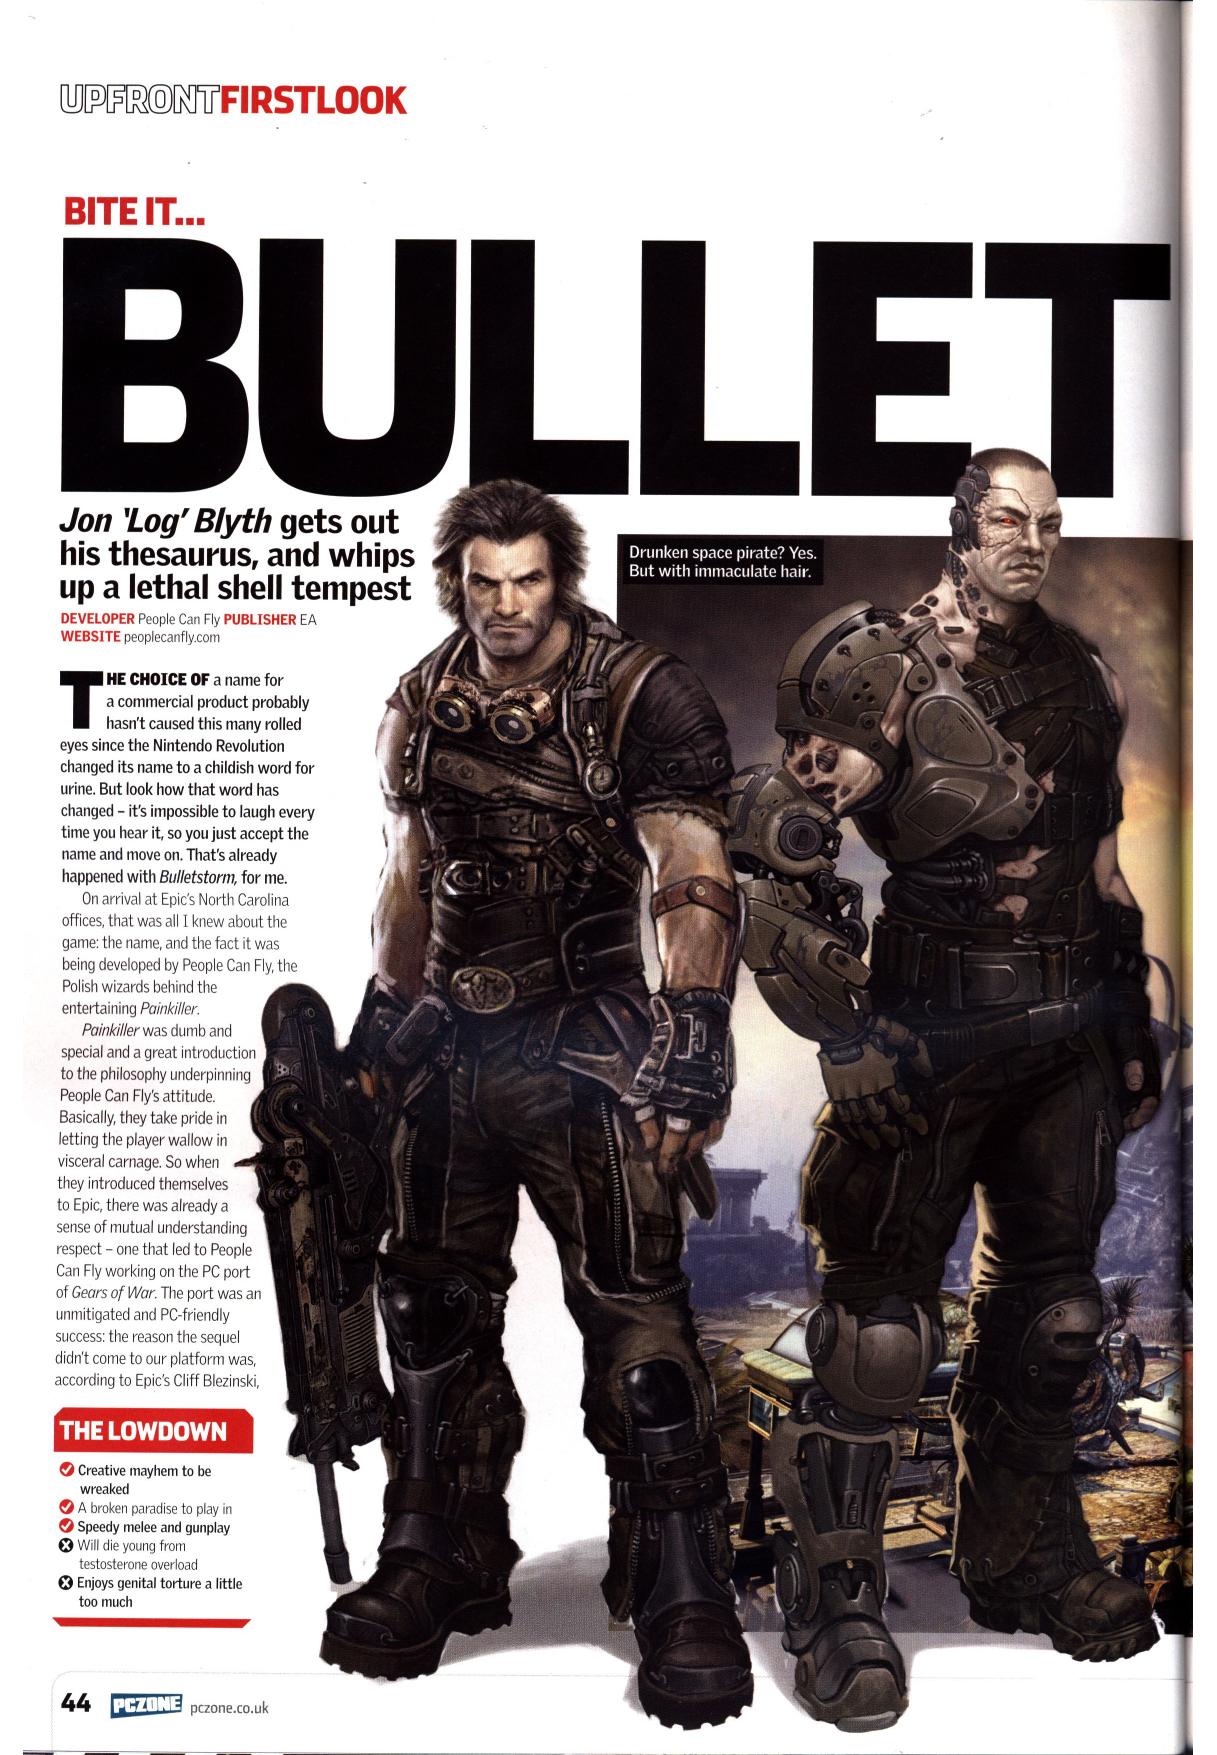 UPFRONTFIRSTLOOK
BITE IT...
BULLET
Jon 'Log' Blyth gets out
his thesaurus, and whips
up a lethal shell tempest
DEVELOPER People Can Fly PUBLISHER EA
WEBSITE peoplecanfly.com
Drunken space pirate? Yes.
But with immaculate hair.
THE CHOICE OF a name for
a commercial product probably
hasn't caused this many rolled
eyes since the Nintendo Revolution
changed its name to a childish word for
urine. But look how that word has
changed – it's impossible to laugh every
time you hear it, so you just accept the
name and move on. That's already
happened with Bulletstorm, for me.
On arrival at Epic's North Carolina
offices, that was all I knew about the
game: the name, and the fact it was
being developed by People Can Fly, the
Polish wizards behind the
entertaining Painkiller.
Painkiller was dumb and
special and a great introduction
to the philosophy underpinning
People Can Fly's attitude.
Basically, they take pride in
letting the player wallow in
visceral carnage. So when
they introduced themselves
to Epic, there was already a
sense of mutual understanding
respect – one that led to People
Can Fly working on the PC port
of Gears of War. The port was an
unmitigated and PC-friendly
success: the reason the sequel
didn't come to our platform was,
according to Epic's Cliff Blezinski,
THE LOWDOWN
Creative mayhem to be
wreaked
A broken paradise to play in
Speedy melee and gunplay
Will die young from
testosterone overload
Enjoys genital torture a little
too much
44 PCZONE pczone.co.uk